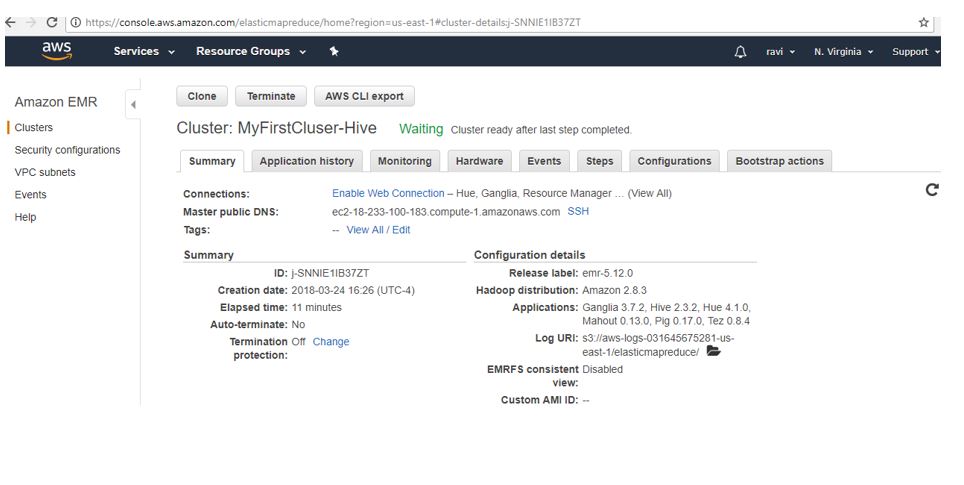 https://console.aws.amazon.com/elasticmapreduce/home?region=us-east-1#cluster-details:j-SNNIE1IB37ZT
aws Services Resource Groups ravi N. Virginia Support
Amazon EMR
Clusters
Security configurations
VPC subnets
Events
Help
Clone Terminate AWS CLI export
Cluster: MyFirstCluser-Hive Waiting Cluster ready after last step completed.
Summary Application history Monitoring Hardware Events Steps Configurations Bootstrap actions
Connections: Enable Web Connection – Hue, Ganglia, Resource Manager ... (View All)
Master public DNS: ec2-18-233-100-183.compute-1.amazonaws.com SSH
Tags: -- View All / Edit
Summary
ID: j-SNNIE1IB37ZT
Creation date: 2018-03-24 16:26 (UTC-4)
Elapsed time: 11 minutes
Auto-terminate: No
Termination Off Change
protection:
Configuration details
Release label: emr-5.12.0
Hadoop distribution: Amazon 2.8.3
Applications: Ganglia 3.7.2, Hive 2.3.2, Hue 4.1.0,
Mahout 0.13.0, Pig 0.17.0, Tez 0.8.4
Log URI: s3://aws-logs-031645675281-us-
east-1/elasticmapreduce/
EMRFS consistent Disabled
view:
Custom AMI ID: --